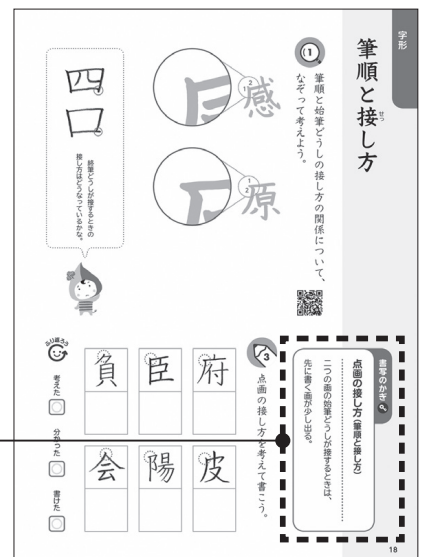 字形
筆順と接し方
せっ
1
筆順と始筆どうしの接し方の関係について、
なぞって考えよう。
感
1
2
原
1
2
四
口
終筆どうしが接するときの
接し方はどうなっているかな。
書写のかぎ
点画の接し方(筆順と接し方)
二つの画の始筆どうしが接するときは、
先に書く画が少し出る。
3
点画の接し方を考えて書こう。
府
皮
臣
陽
負
会
ふり返ろう
考えた
分かった
書けた
18